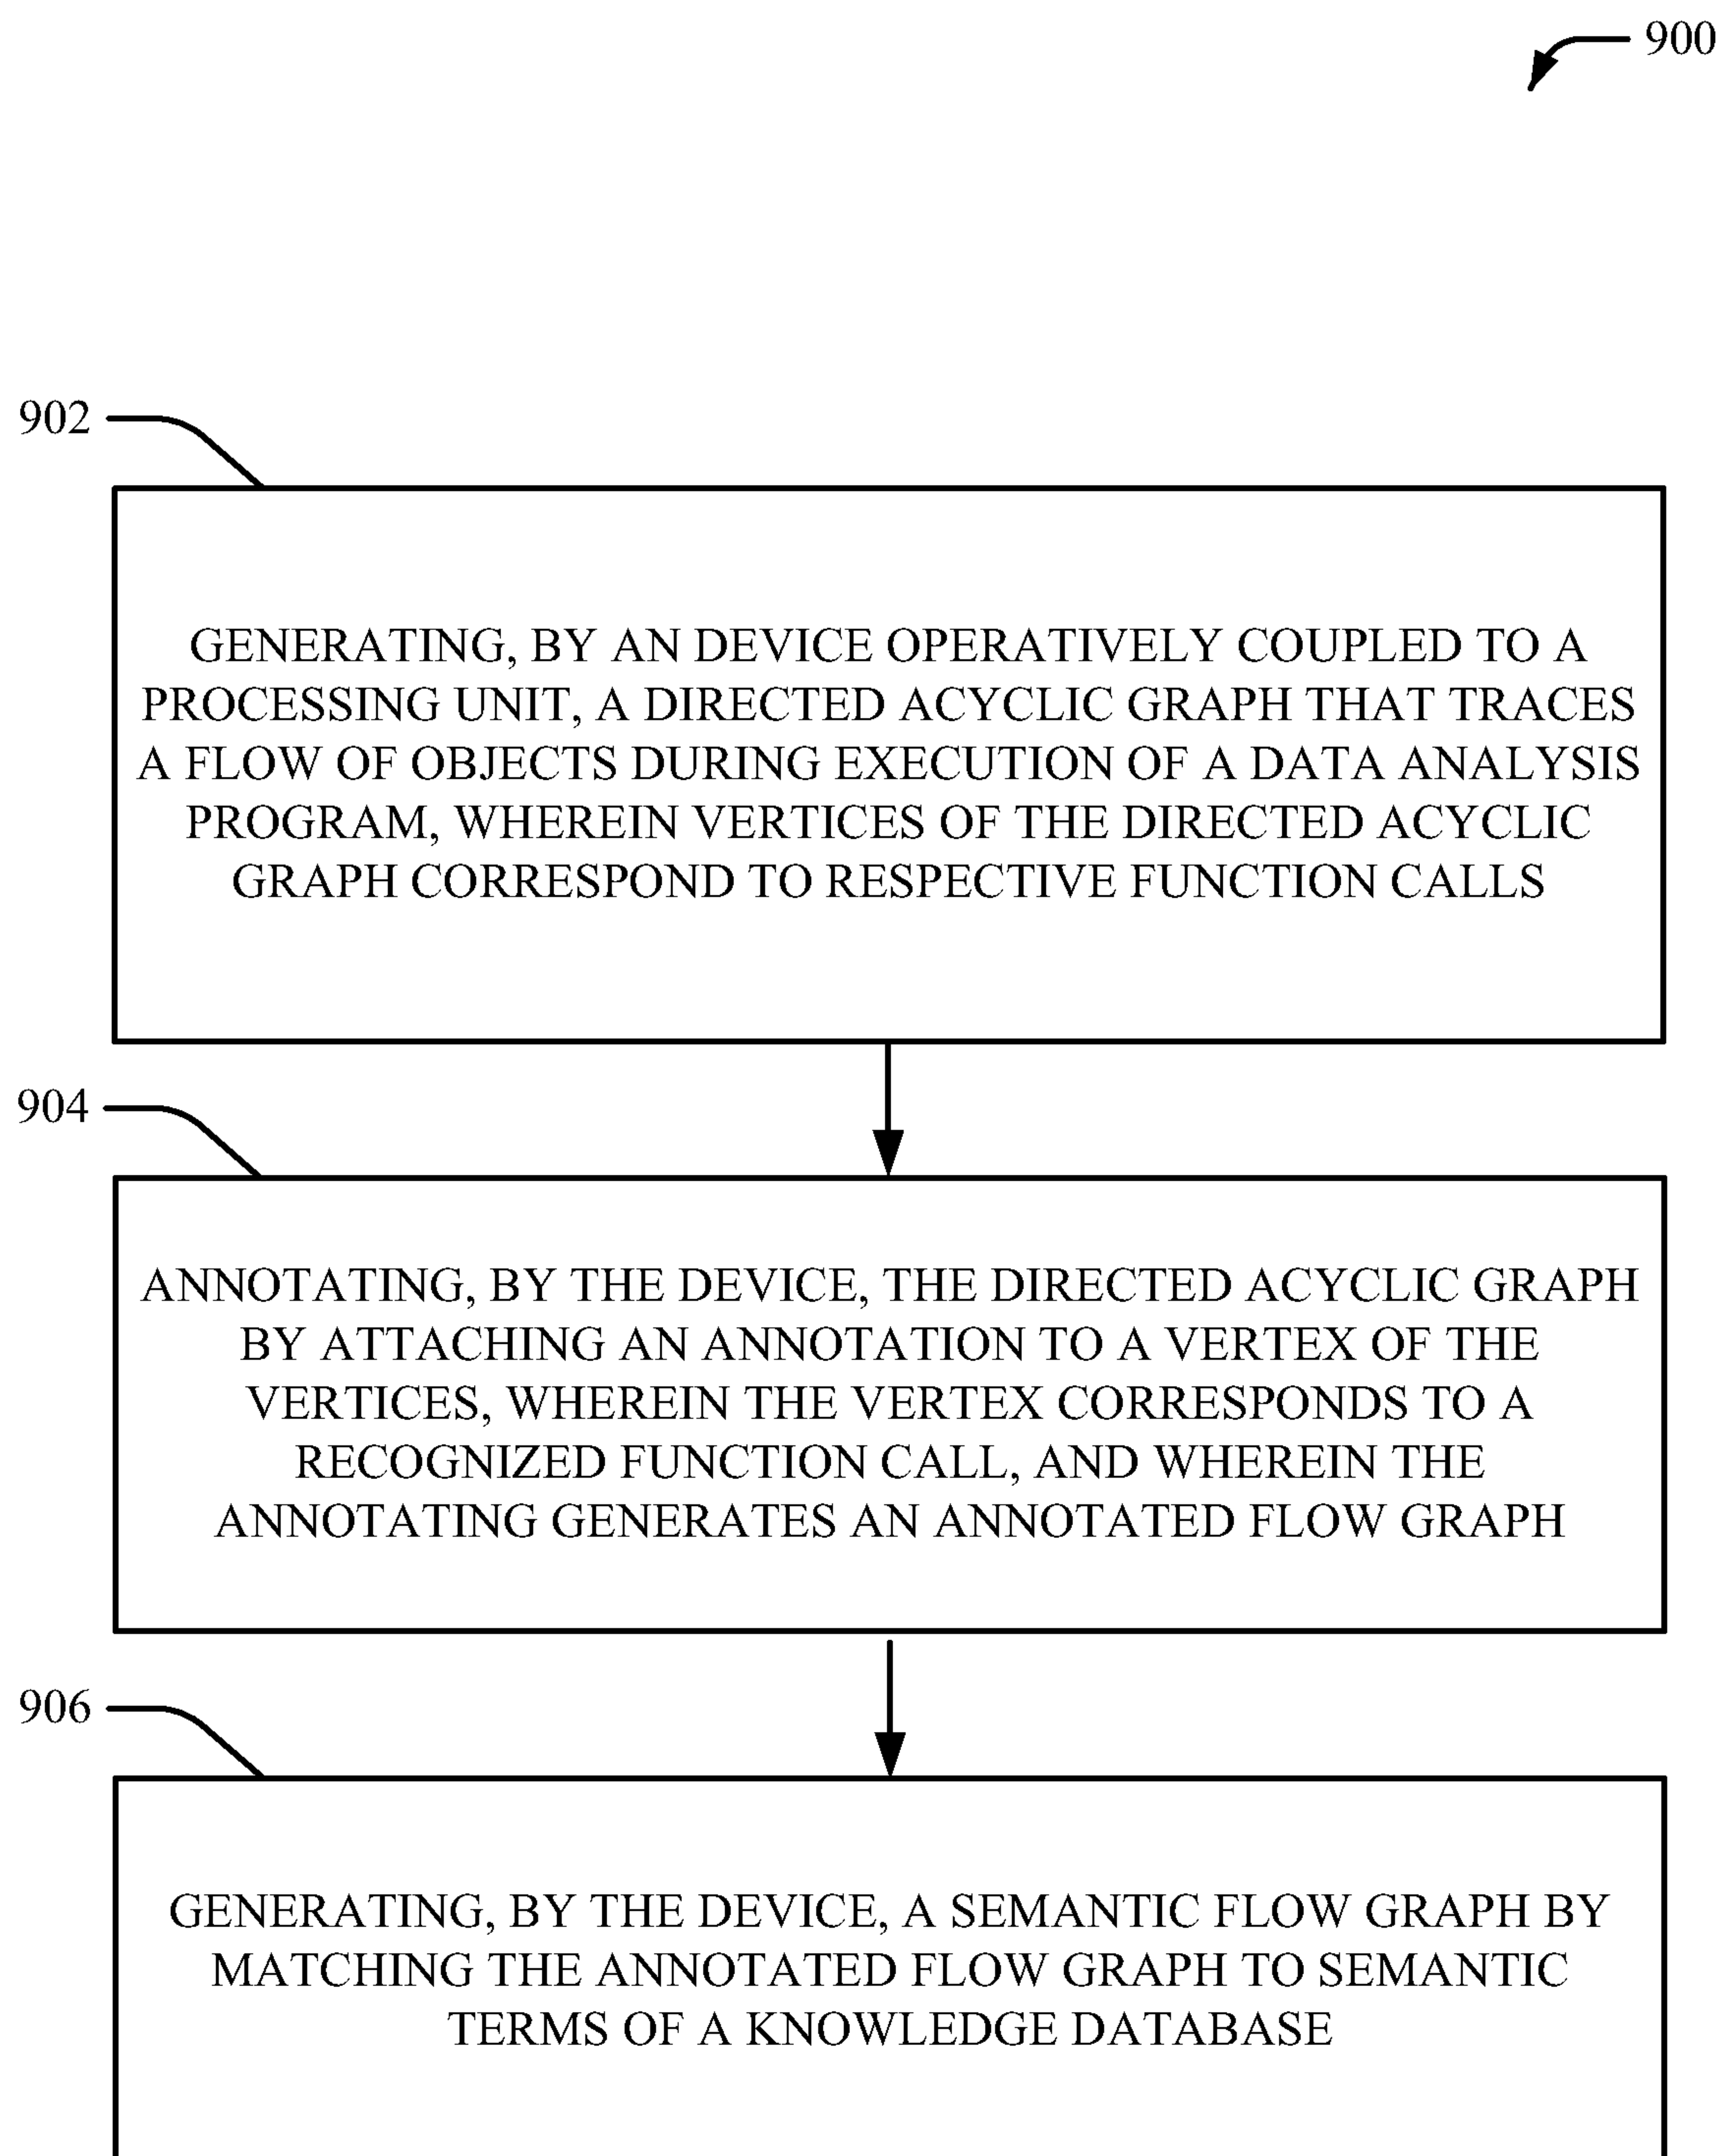 900
902
GENERATING, BY AN DEVICE OPERATIVELY COUPLED TO A
PROCESSING UNIT, A DIRECTED ACYCLIC GRAPH THAT TRACES
A FLOW OF OBJECTS DURING EXECUTION OF A DATA ANALYSIS
PROGRAM, WHEREIN VERTICES OF THE DIRECTED ACYCLIC
GRAPH CORRESPOND TO RESPECTIVE FUNCTION CALLS
904
ANNOTATING, BY THE DEVICE, THE DIRECTED ACYCLIC GRAPH
BY ATTACHING AN ANNOTATION TO A VERTEX OF THE
VERTICES, WHEREIN THE VERTEX CORRESPONDS TO A
RECOGNIZED FUNCTION CALL, AND WHEREIN THE
ANNOTATING GENERATES AN ANNOTATED FLOW GRAPH
906
GENERATING, BY THE DEVICE, A SEMANTIC FLOW GRAPH BY
MATCHING THE ANNOTATED FLOW GRAPH TO SEMANTIC
TERMS OF A KNOWLEDGE DATABASE